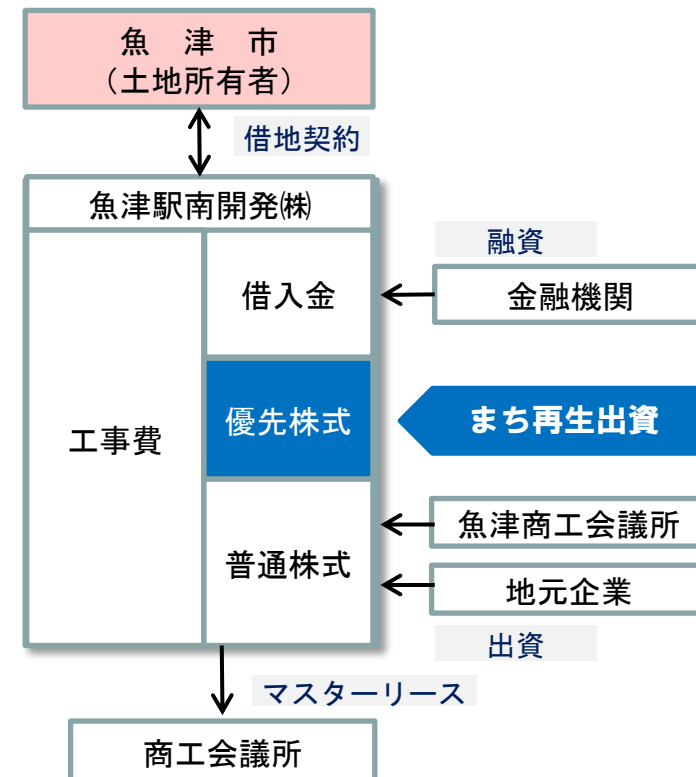 魚　津　市
（土地所有者）
借地契約
魚津駅南開発㈱
融資
借入金
金融機関
工事費
優先株式
まち再生出資
普通株式
魚津商工会議所
地元企業
出資
マスターリース
商工会議所